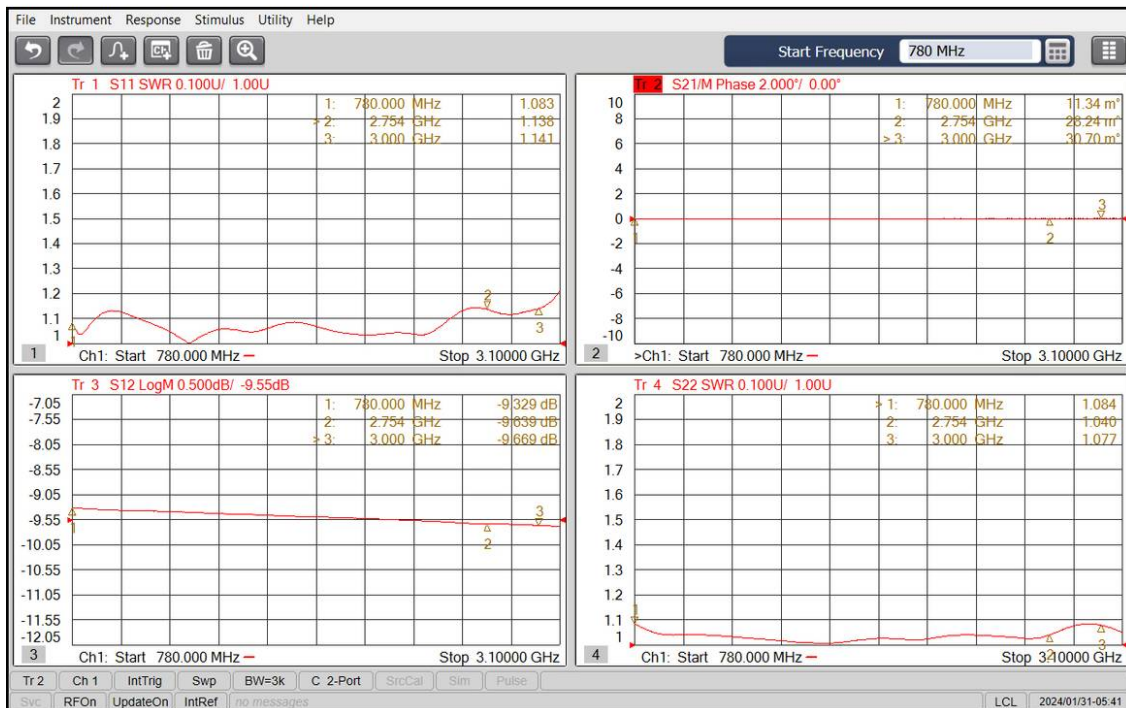 File Instrument Response Stimulus Utility Help
Start Frequency 780 MHz
Tr 1 S11 SWR 0.100U/ 1.00U
2
1.9
1.8
1.7
1.6
1.5
1.4
1.3
1.2
1.1
1
1: 780.000 MHz 1.083
> 2: 2.754 GHz 1.138
3: 3.000 GHz 1.141
1
2
3
1 Ch1: Start 780.000 MHz Stop 3.10000 GHz
Tr 2 S21/M Phase 2.000°/ 0.00°
10
8
6
4
2
0
-2
-4
-6
-8
-10
1: 780.000 MHz 11.34 m°
2: 2.754 GHz 28.24 m°
> 3: 3.000 GHz 30.70 m°
1
2
3
2 >Ch1: Start 780.000 MHz Stop 3.10000 GHz
Tr 3 S12 LogM 0.500dB/ -9.55dB
-7.05
-7.55
-8.05
-8.55
-9.05
-9.55
-10.05
-10.55
-11.05
-11.55
-12.05
1: 780.000 MHz -9.329 dB
2: 2.754 GHz -9.639 dB
> 3: 3.000 GHz -9.669 dB
1
2
3
3 Ch1: Start 780.000 MHz Stop 3.10000 GHz
Tr 4 S22 SWR 0.100U/ 1.00U
2
1.9
1.8
1.7
1.6
1.5
1.4
1.3
1.2
1.1
1
> 1: 780.000 MHz 1.084
2: 2.754 GHz 1.040
3: 3.000 GHz 1.077
1
2
3
4 Ch1: Start 780.000 MHz Stop 3.10000 GHz
Tr 2 Ch 1 IntTrig Swp BW=3k C 2-Port SrcCal Sim Pulse
Svc RFOn UpdateOn IntRef no messages LCL 2024/01/31-05:41